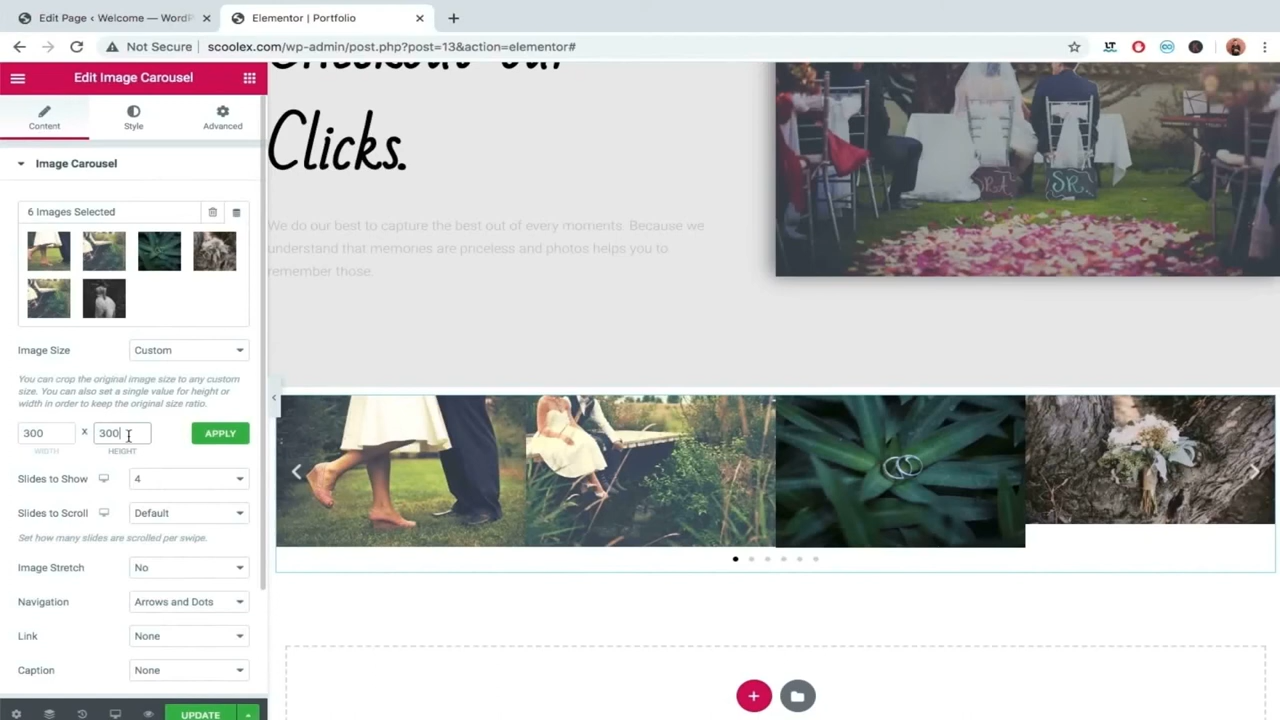 Edit Page ‹ Welcome — WordP
Elementor | Portfolio
Not Secure
scoolex.com/wp-admin/post.php?post=13&action=elementor#
Edit Image Carousel
Content
Style
Advanced
Image Carousel
6 Images Selected
Image Size
Custom
You can crop the original image size to any custom
size. You can also set a single value for height or
width in order to keep the original size ratio.
300 x 300 APPLY
WIDTH HEIGHT
Slides to Show 4
Slides to Scroll Default
Set how many slides are scrolled per swipe.
Image Stretch No
Navigation Arrows and Dots
Link None
Caption None
UPDATE
Checkout our
Clicks.
We do our best to capture the best out of every moments. Because we
understand that memories are priceless and photos helps you to
remember those.
SRA.
SR.